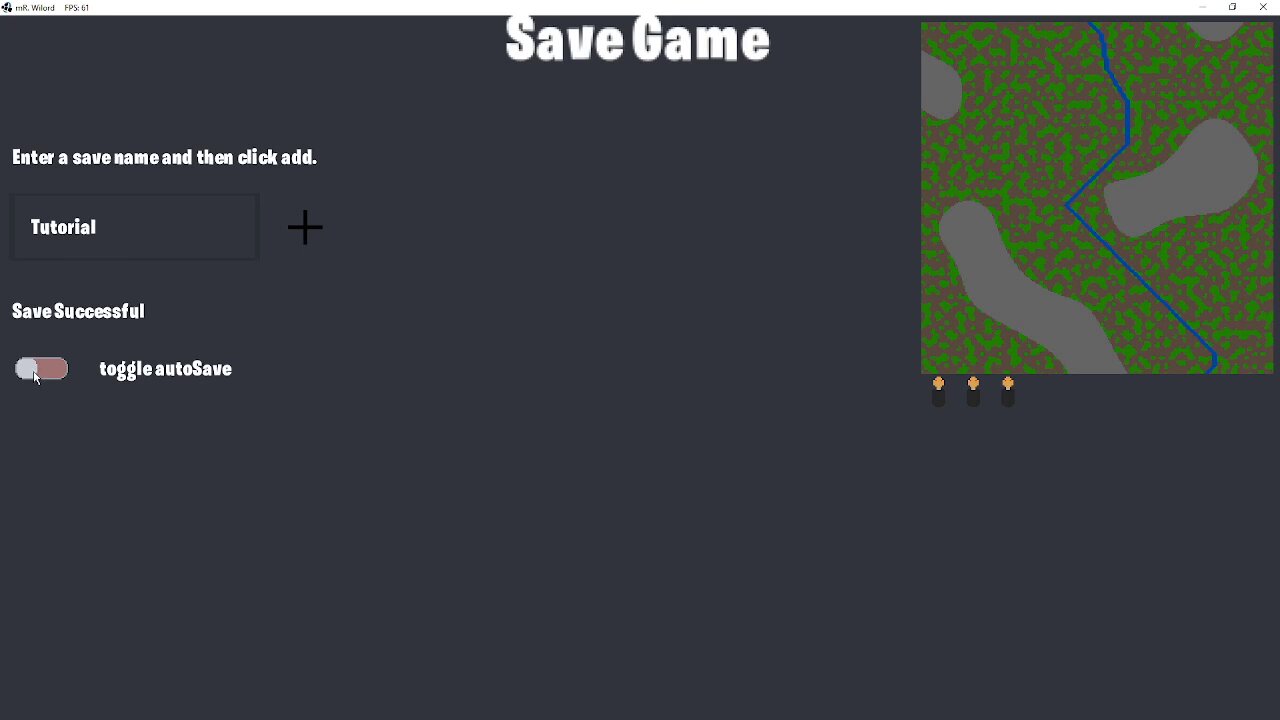 mR. Wilord FPS: 61
Save Game
Enter a save name and then click add.
Tutorial
Save Successful
toggle autoSave